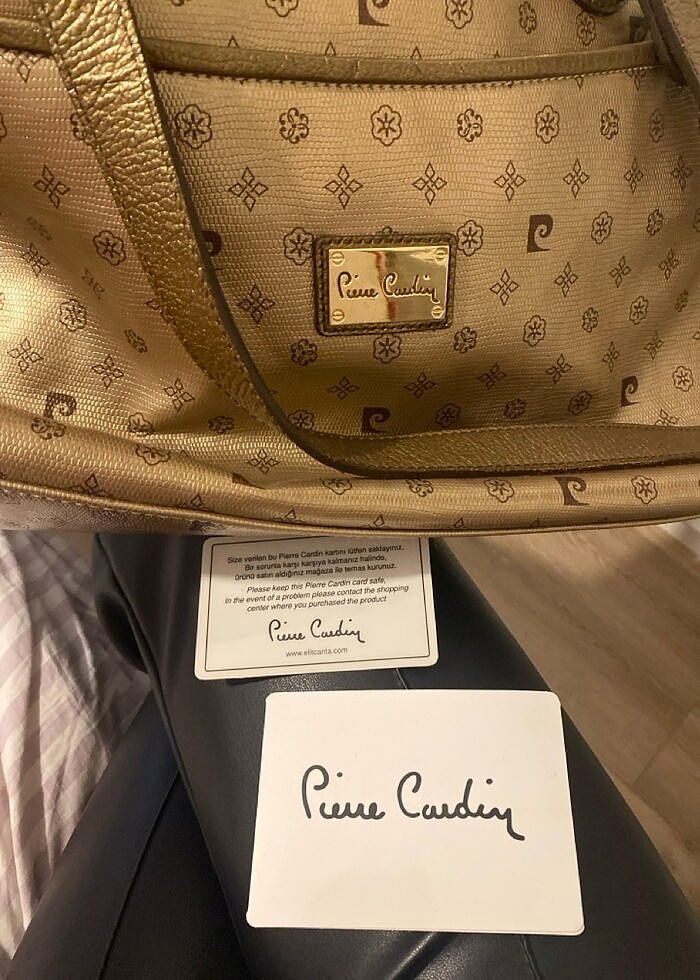 Pierre Cardin
Size verilen bu Pierre Cardin kartını lütfen saklayınız.
Bir sorunla karşı karşıya kalmanız halinde,
ürünü satın aldığınız mağaza ile temas kurunuz.
Please keep this Pierre Cardin card safe,
In the event of a problem please contact the shopping
center where you purchased the product
Pierre Cardin
www.elitcanta.com
Pierre Cardin